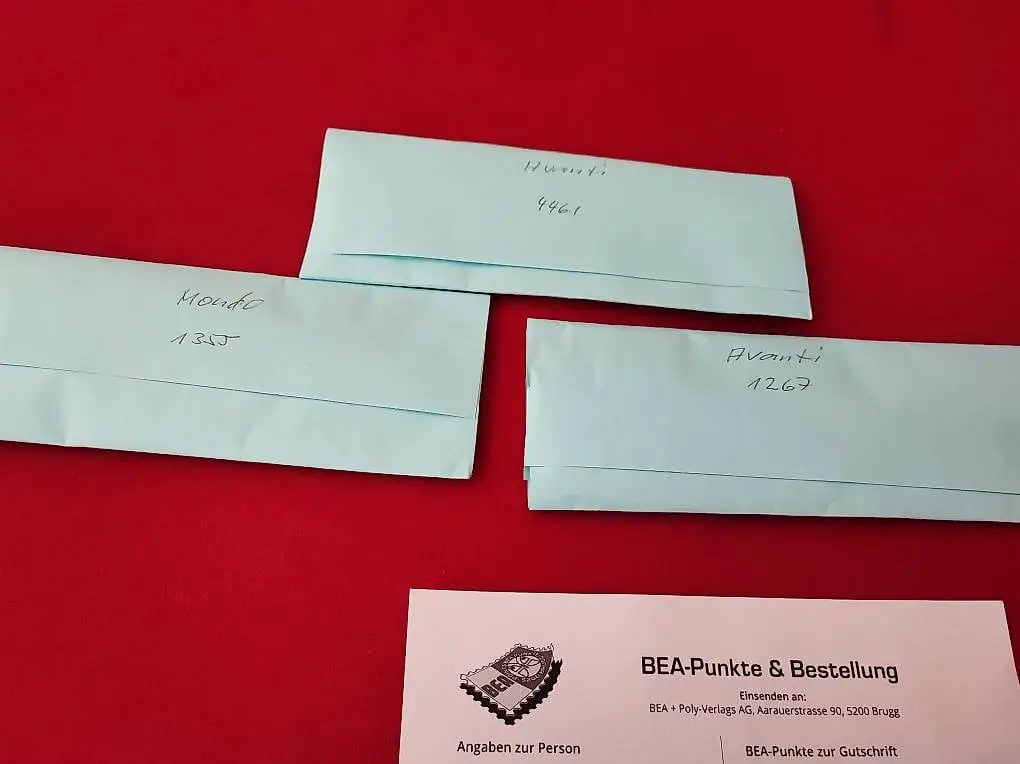 Avanti
4461
Mondo
1355
Avanti
1267
BEA
BEA-Punkte & Bestellung
Einsenden an:
BEA + Poly-Verlags AG, Aarauerstrasse 90, 5200 Brugg
Angaben zur Person
BEA-Punkte zur Gutschrift